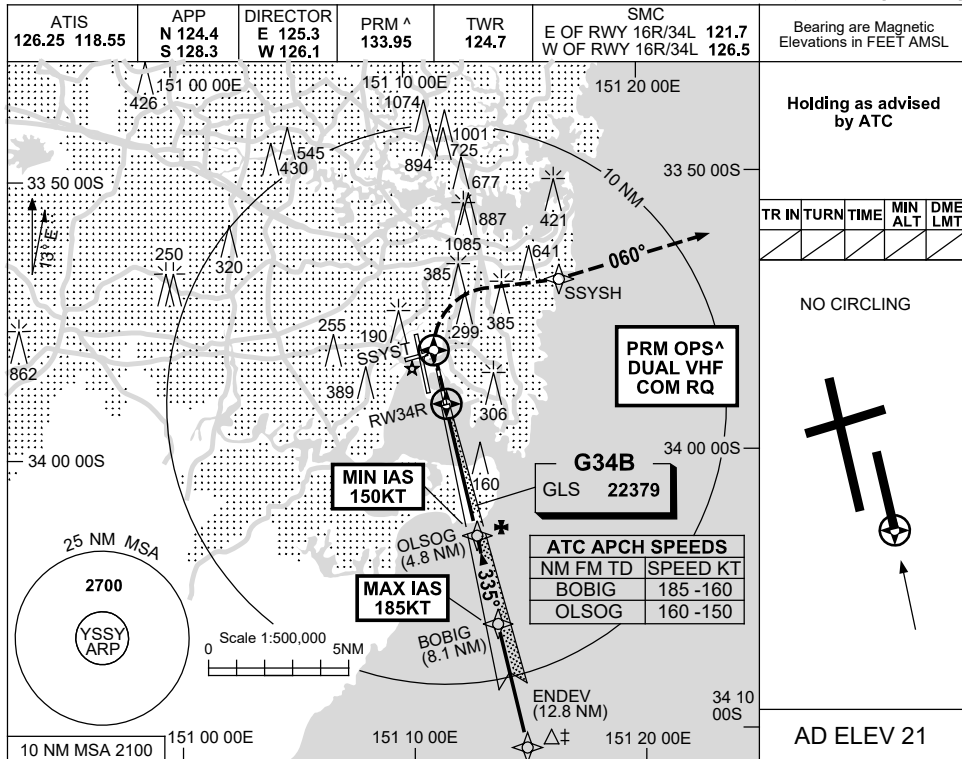 ATIS
126.25 118.55
APP
N 124.4
S 128.3
DIRECTOR
E 125.3
W 126.1
PRM ^
133.95
TWR
124.7
SMC
E OF RWY 16R/34L 121.7
W OF RWY 16R/34L 126.5
Bearing are Magnetic
Elevations in FEET AMSL
151 00 00E
151 10 00E
151 20 00E
426
1074
1001
725
894
545
430
677
33 50 00S
33 50 00S
10 NM
887
421
13° E
1085
641
060°
320
250
385
SSYSH
385
299
190
255
SSYST
862
389
306
RW34R
PRM OPS^
DUAL VHF
COM RQ
34 00 00S
34 00 00S
160
G34B
GLS 22379
MIN IAS
150KT
OLSOG
(4.8 NM)
335°
MAX IAS
185KT
BOBIG
(8.1 NM)
ATC APCH SPEEDS
NM FM TD SPEED KT
BOBIG 185 -160
OLSOG 160 -150
25 NM MSA
2700
YSSY
ARP
Scale 1:500,000
0 5NM
ENDEV
(12.8 NM)
△‡
34 10
00S
10 NM MSA 2100
151 00 00E
151 10 00E
151 20 00E
Holding as advised
by ATC
TR IN TURN TIME MIN ALT DME LMT
NO CIRCLING
AD ELEV 21